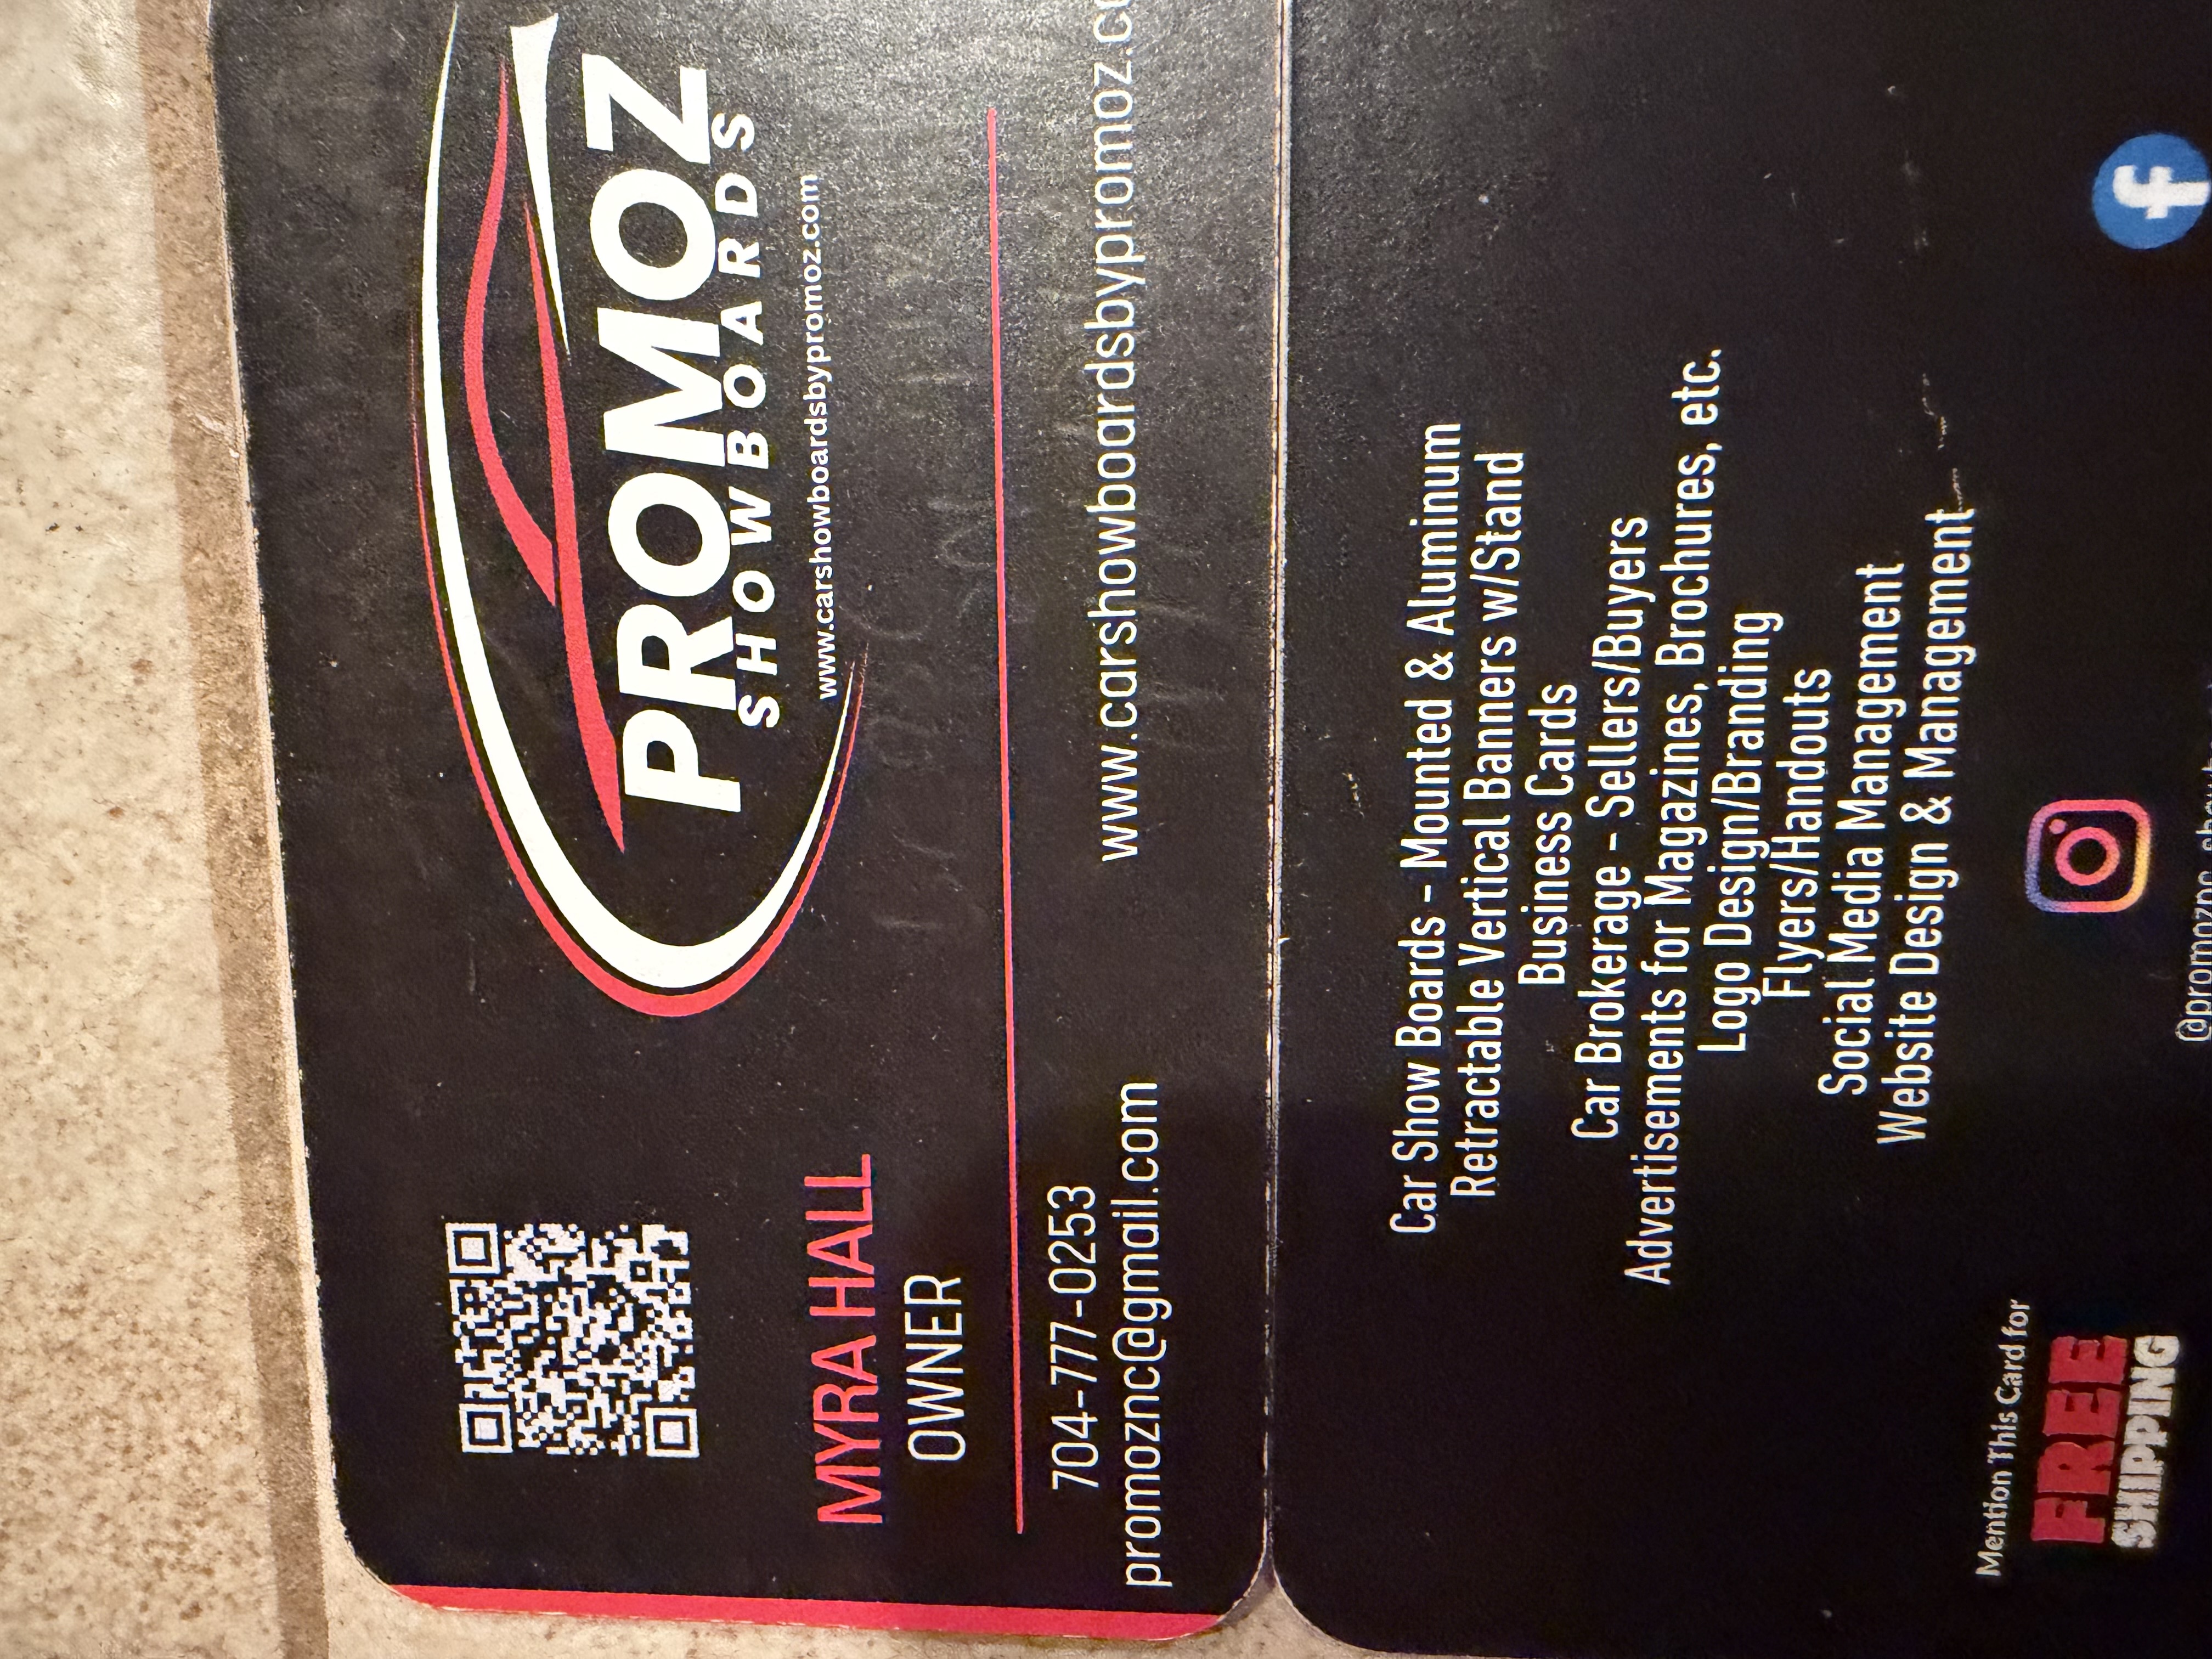 PROMOZ
SHOWBOARDS
www.carshowboardsbypromoz.com
MYRA HALL
OWNER
704-777-0253
promoznc@gmail.com
www.carshowboardsbypromoz.co
Car Show Boards - Mounted & Aluminum
Retractable Vertical Banners w/Stand
Business Cards
Car Brokerage - Sellers/Buyers
Advertisements for Magazines, Brochures, etc.
Logo Design/Branding
Flyers/Handouts
Social Media Management
Website Design & Management
Mention This Card for
FREE
SHIPPING